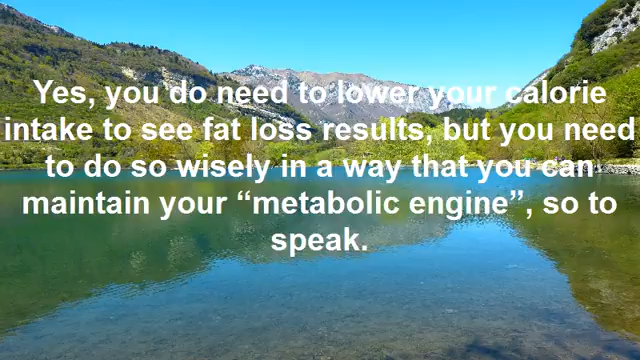 Yes, you do need to lower your calorie
intake to see fat loss results, but you need
to do so wisely in a way that you can
maintain your “metabolic engine”, so to
speak.